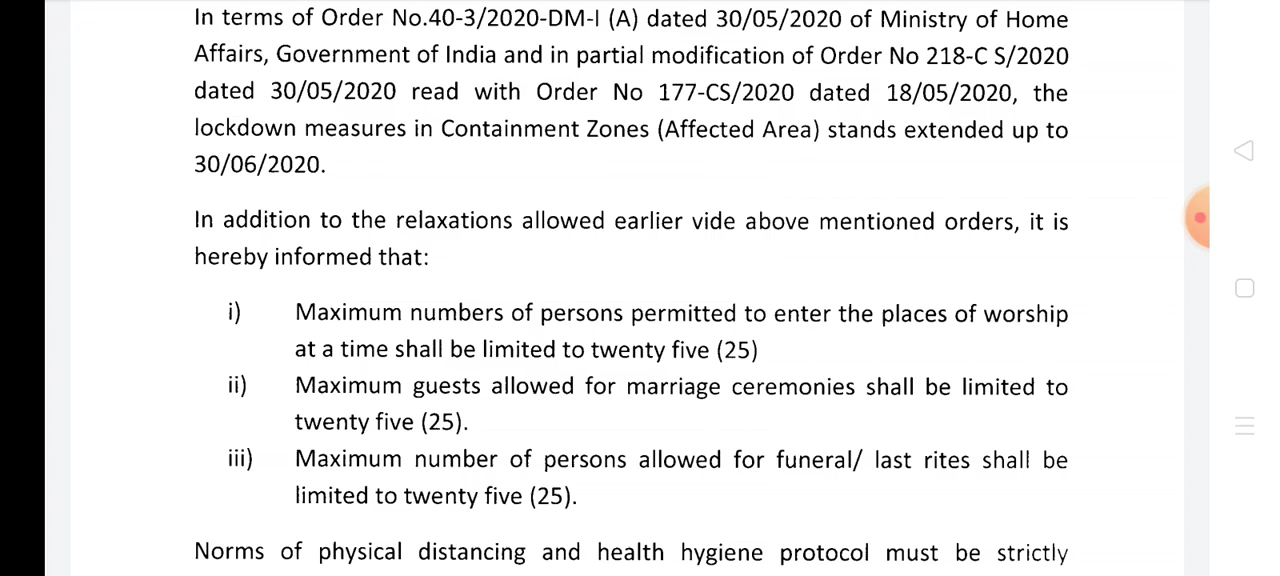 In terms of Order No.40-3/2020-DM-I (A) dated 30/05/2020 of Ministry of Home
Affairs, Government of India and in partial modification of Order No 218-C S/2020
dated 30/05/2020 read with Order No 177-CS/2020 dated 18/05/2020, the
lockdown measures in Containment Zones (Affected Area) stands extended up to
30/06/2020.
In addition to the relaxations allowed earlier vide above mentioned orders, it is
hereby informed that:
i) Maximum numbers of persons permitted to enter the places of worship
at a time shall be limited to twenty five (25)
ii) Maximum guests allowed for marriage ceremonies shall be limited to
twenty five (25).
iii) Maximum number of persons allowed for funeral/ last rites shall be
limited to twenty five (25).
Norms of physical distancing and health hygiene protocol must be strictly